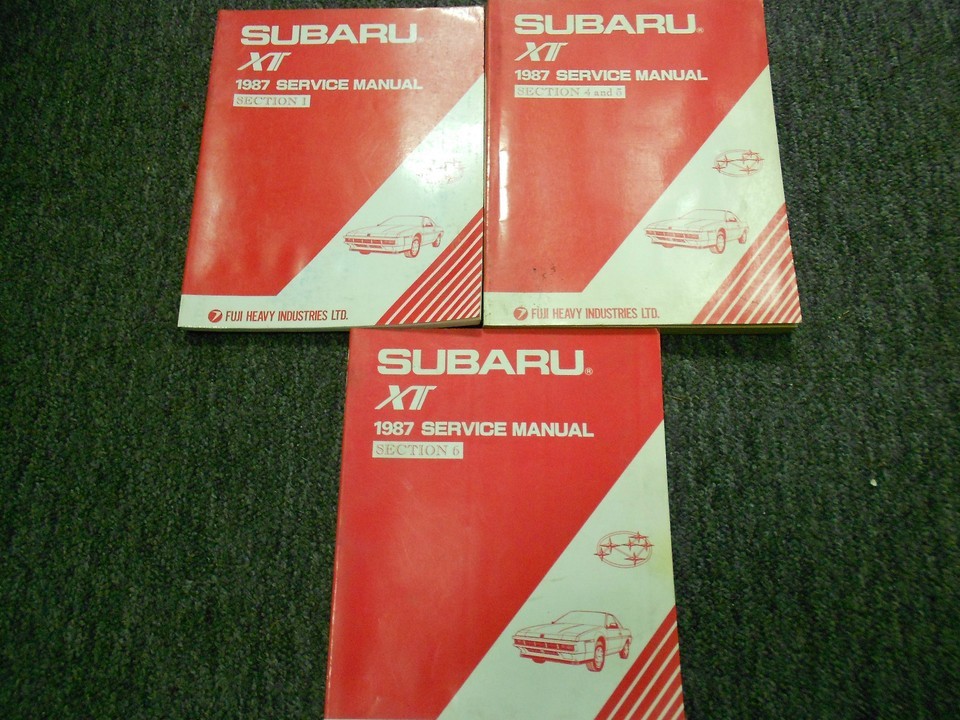 SUBARU®
XT
1987 SERVICE MANUAL
SECTION 1
FUJI HEAVY INDUSTRIES LTD.
SUBARU®
XT
1987 SERVICE MANUAL
SECTION 4 and 5
FUJI HEAVY INDUSTRIES LTD.
SUBARU®
XT
1987 SERVICE MANUAL
SECTION 6